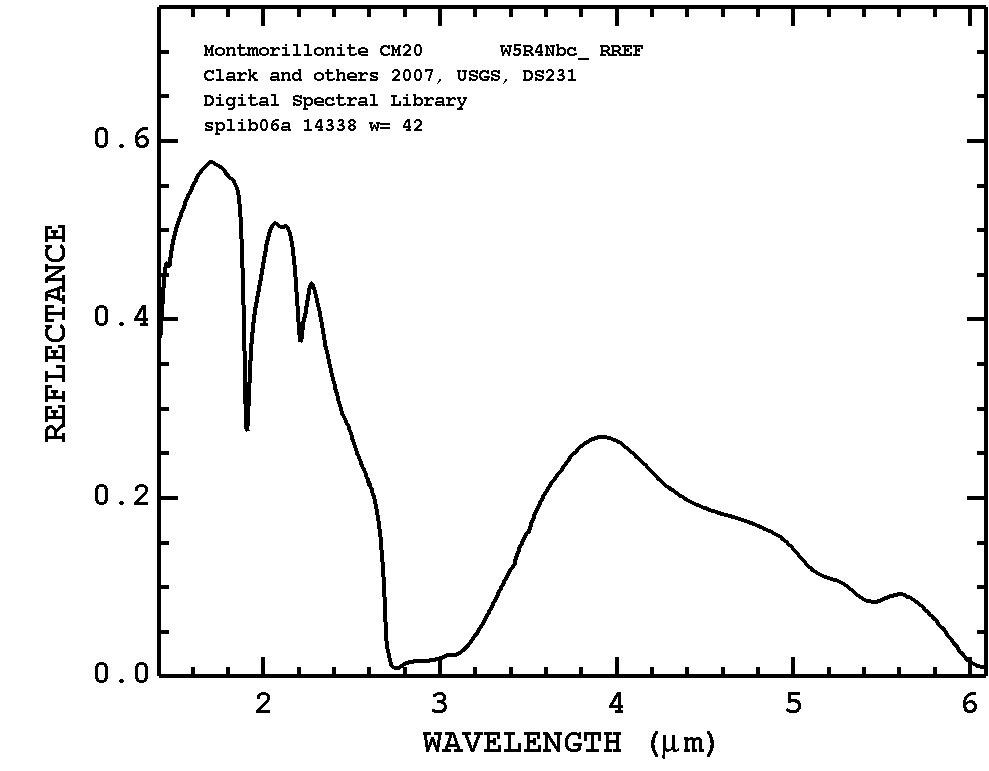 Montmorillonite CM20 W5R4Nbc_ RREF
Clark and others 2007, USGS, DS231
Digital Spectral Library
splib06a 14338 w= 42
0.6
0.4
0.2
0.0
REFLECTANCE
2 3 4 5 6
WAVELENGTH (μm)